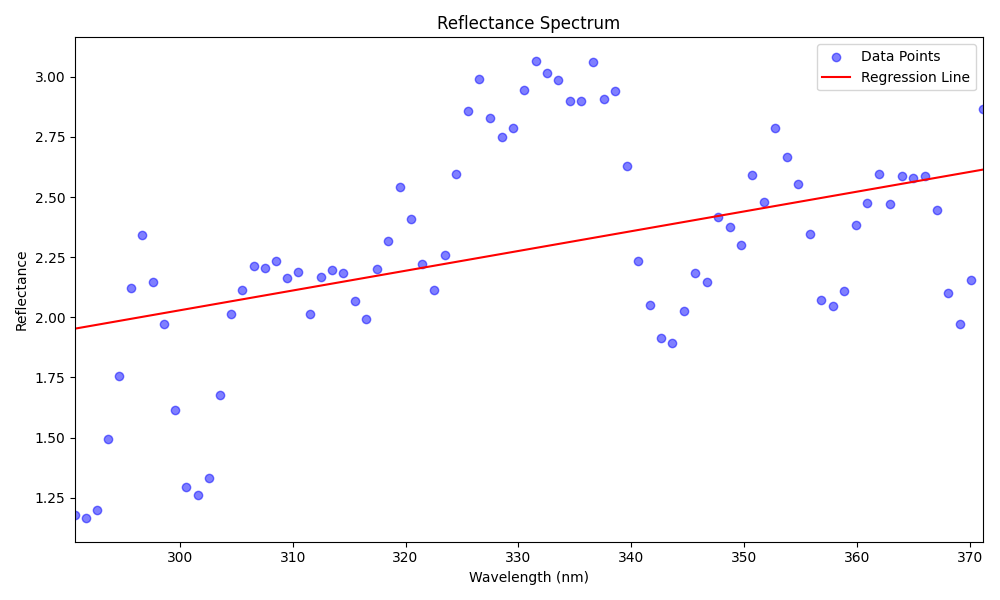 Reflectance Spectrum
Data Points
Regression Line
3.00
2.75
2.50
2.25
2.00
1.75
1.50
1.25
Reflectance
300 310 320 330 340 350 360 370
Wavelength (nm)